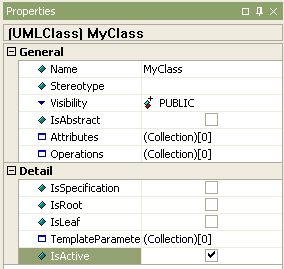 Properties
(UMLClass) MyClass
General
Name MyClass
Stereotype
Visibility PUBLIC
IsAbstract
Attributes (Collection)[0]
Operations (Collection)[0]
Detail
IsSpecification
IsRoot
IsLeaf
TemplateParamete (Collection)[0]
IsActive